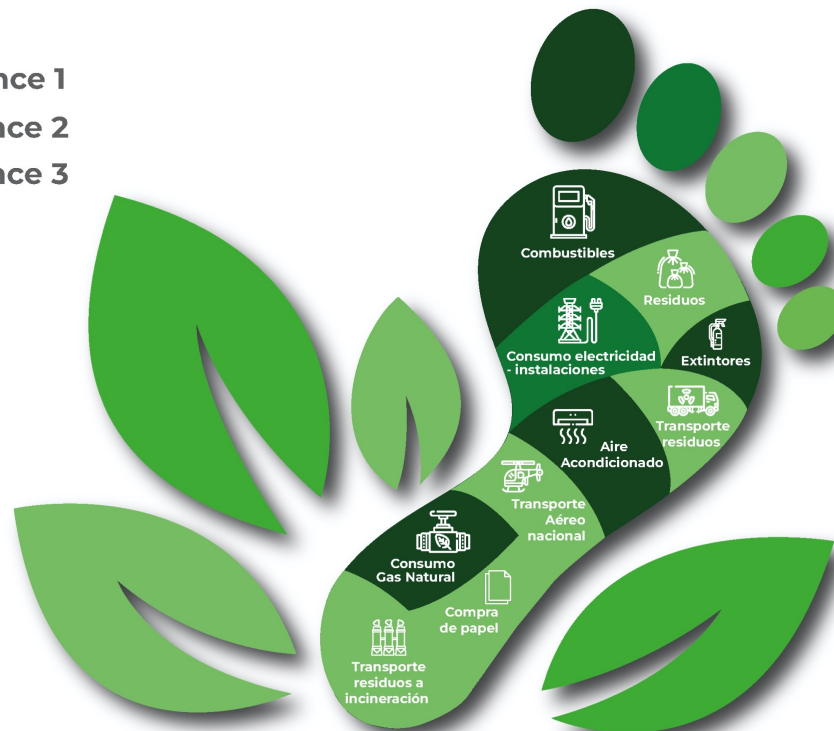 nce 1
nce 2
nce 3
Combustibles
Residuos
Consumo electricidad
- instalaciones
Extintores
Transporte
residuos
Aire
Acondicionado
Transporte
Aéreo
nacional
Consumo
Gas Natural
Compra
de papel
Transporte
residuos a
incineración